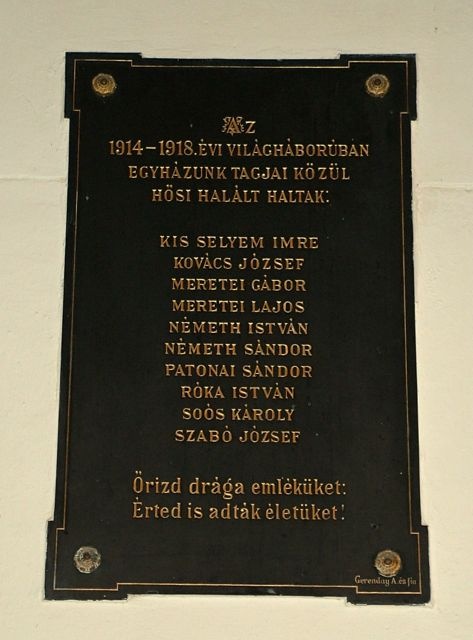 Az
1914-1918. ÉVI VILÁGHÁBORÚBAN
EGYHÁZUNK TAGJAI KÖZÜL
HŐSI HALÁLT HALTAK:
KIS SELYEM IMRE
KOVÁCS JÓZSEF
MERETEI GÁBOR
MERETEI LAJOS
NÉMETH ISTVÁN
NÉMETH SÁNDOR
PATONAI SÁNDOR
RÓKA ISTVÁN
SOÓS KÁROLY
SZABÓ JÓZSEF
Őrizd drága emléküket:
Érted is adták életüket!
Gerenday A. és fia